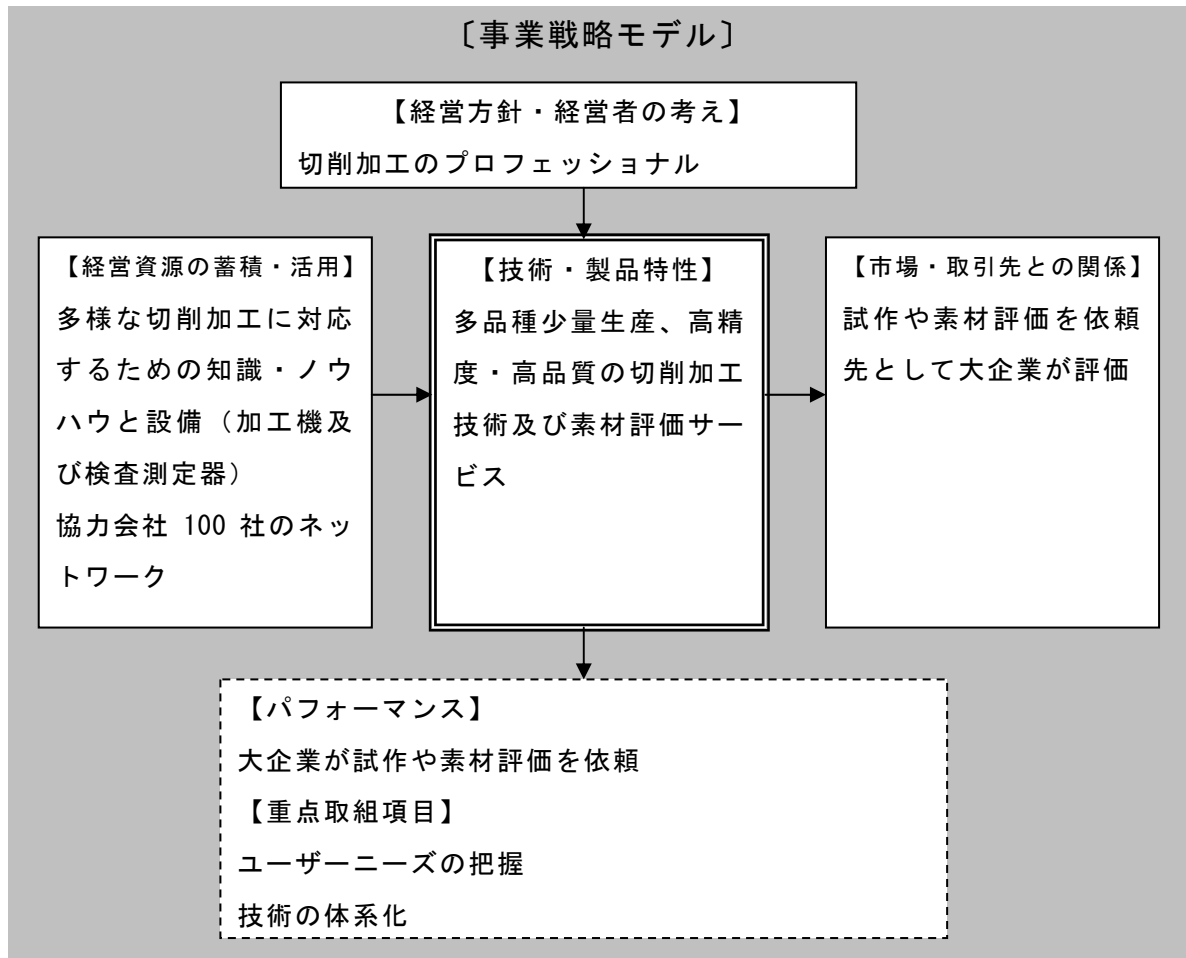 〔事業戦略モデル〕
【経営方針・経営者の考え】
切削加工のプロフェッショナル
【経営資源の蓄積・活用】
多様な切削加工に対応
するための知識・ノウ
ハウと設備（加工機及
び検査測定器）
協力会社 100 社のネッ
トワーク
【技術・製品特性】
多品種少量生産、高精
度・高品質の切削加工
技術及び素材評価サー
ビス
【市場・取引先との関係】
試作や素材評価を依頼
先として大企業が評価
【パフォーマンス】
大企業が試作や素材評価を依頼
【重点取組項目】
ユーザーニーズの把握
技術の体系化